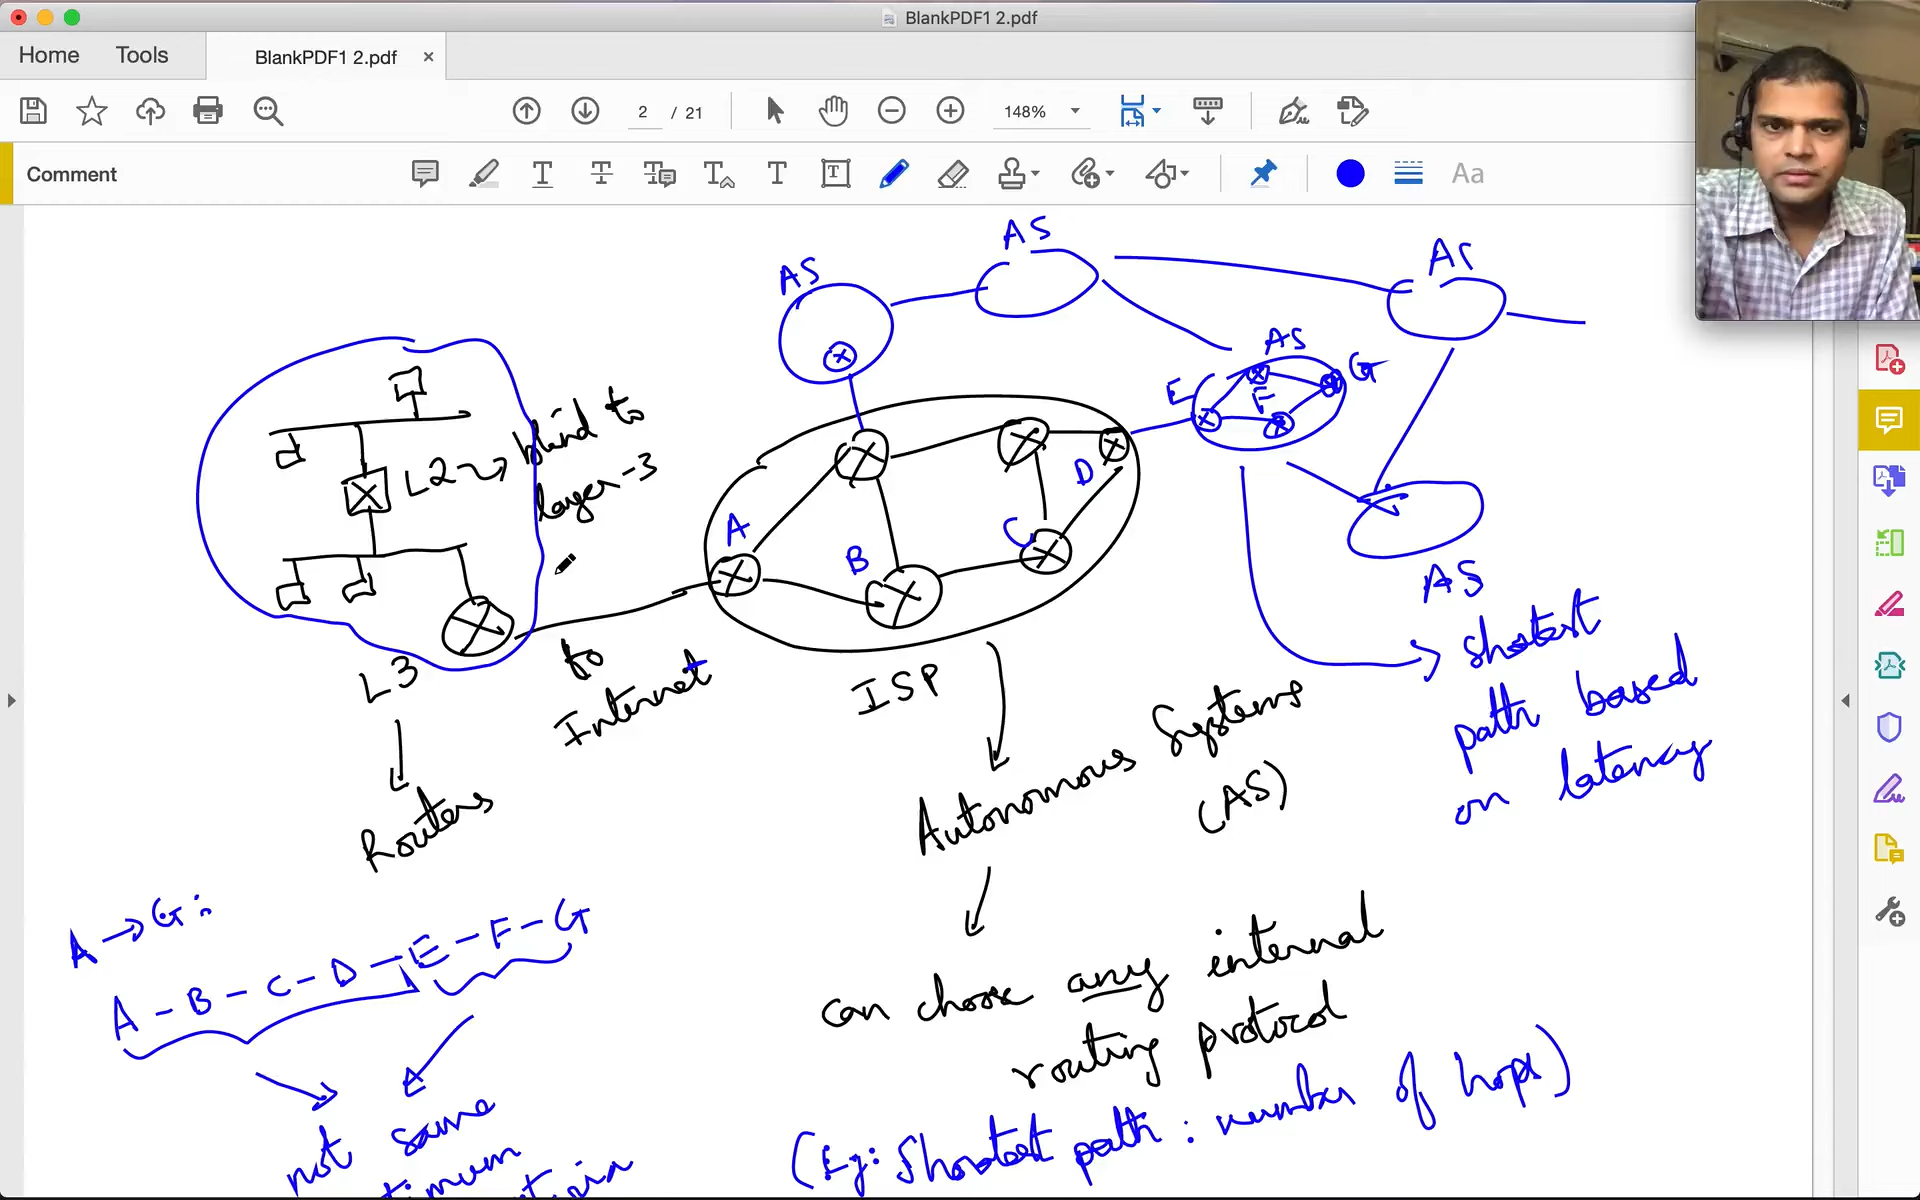 BlankPDF1 2.pdf
Home
Tools
BlankPDF1 2.pdf
×
2 / 21
148%
Comment
Aa
AS
AS
AS
AS
E
F
G
L2
blind to
layer-3
A
B
C
D
AS
L3
to
Internet
ISP
shotest
path based
on latency
Routers
Autonomous Systems
(AS)
A → G:
A - B - C - D - E - F - G
can choose any internal
routing protocol
(Eg: Shortest path: number of hops)
not same